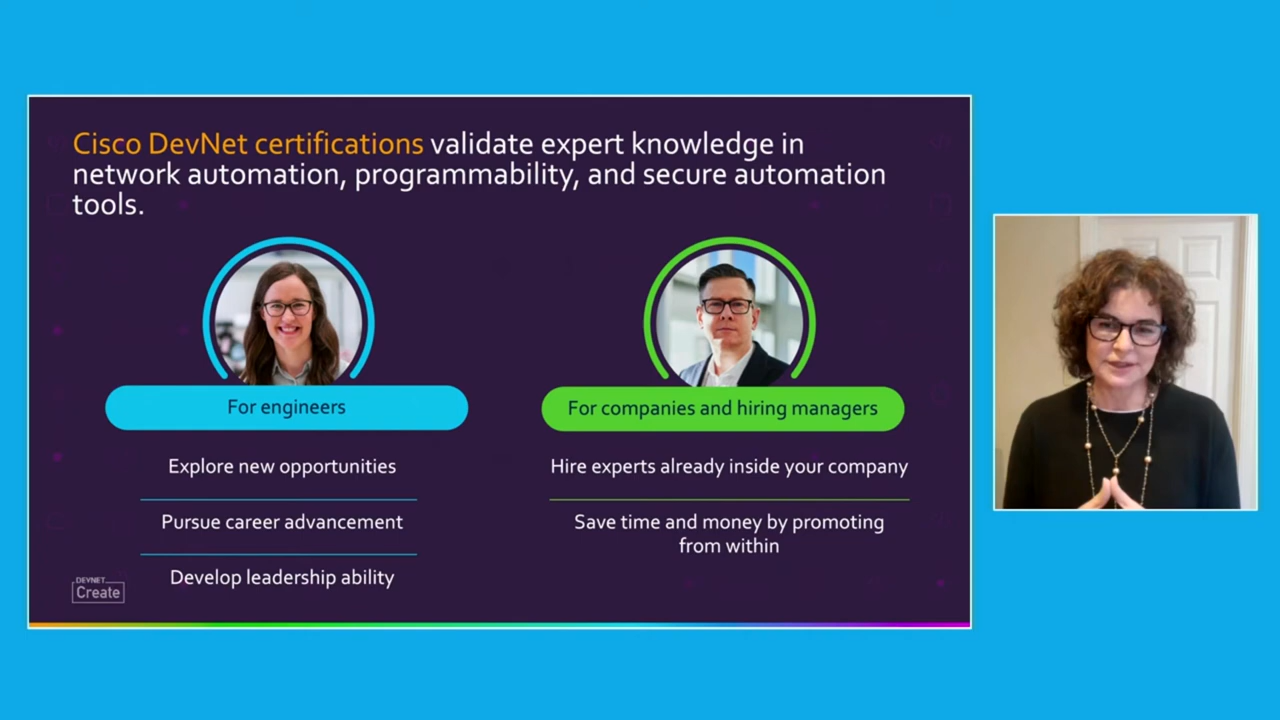 Cisco DevNet certifications validate expert knowledge in
network automation, programmability, and secure automation
tools.
For engineers
Explore new opportunities
Pursue career advancement
Develop leadership ability
For companies and hiring managers
Hire experts already inside your company
Save time and money by promoting
from within
DEVNET
Create